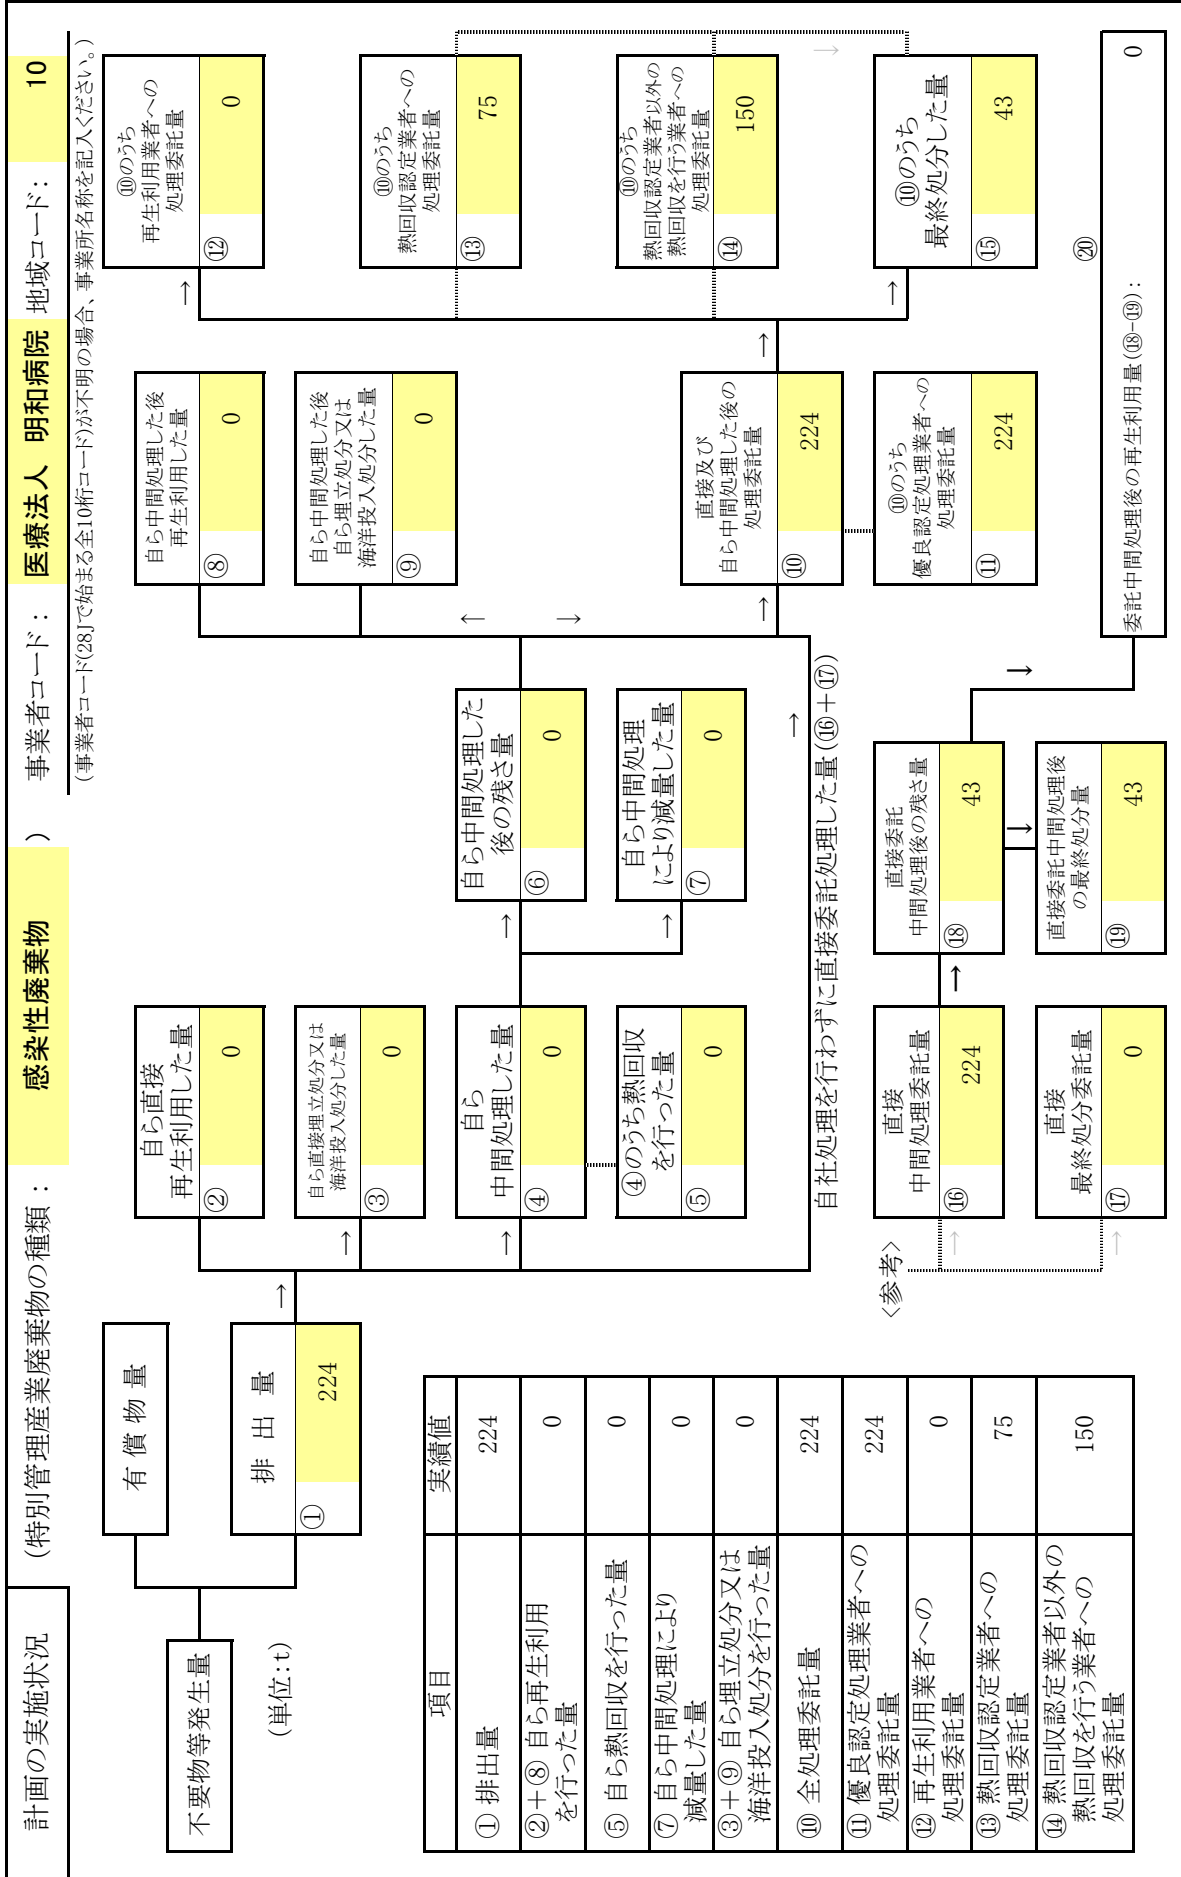 計画の実施状況
(特別管理産業廃棄物の種類：
感染性廃棄物
)
事業者コード：
医療法人 明和病院
地域コード：
10
(事業者コード(「28」で始まる全10桁コード)が不明の場合、事業所名称を記入ください。)
不要物等発生量
(単位:t)
有 償 物 量
排 出 量
①
224
自ら直接
再生利用した量
②
0
自ら直接埋立処分又は
海洋投入処分した量
③
0
自ら
中間処理した量
④
0
④のうち熱回収
を行った量
⑤
0
自ら中間処理した
後の残さ量
⑥
0
自ら中間処理
により減量した量
⑦
0
自ら中間処理した後
再生利用した量
⑧
0
自ら中間処理した後
自ら埋立処分又は
海洋投入処分した量
⑨
0
直接及び
自ら中間処理した後の
処理委託量
⑩
224
⑩のうち
優良認定処理業者への
処理委託量
⑪
224
⑩のうち
再生利用業者への
処理委託量
⑫
0
⑩のうち
熱回収認定業者への
処理委託量
⑬
75
⑩のうち
熱回収認定業者以外の
熱回収を行う業者への
処理委託量
⑭
150
⑩のうち
最終処分した量
⑮
43
自社処理を行わずに直接委託処理した量(⑯＋⑰)
<参考>
直接
中間処理委託量
⑯
224
直接
最終処分委託量
⑰
0
直接委託
中間処理後の残さ量
⑱
43
直接委託中間処理後
の最終処分量
⑲
43
⑳
委託中間処理後の再生利用量(⑱-⑲)：
0
項目
実績値
① 排出量
224
②＋⑧ 自ら再生利用
を行った量
0
⑤ 自ら熱回収を行った量
0
⑦ 自ら中間処理により
減量した量
0
③＋⑨ 自ら埋立処分又は
海洋投入処分を行った量
0
⑩ 全処理委託量
224
⑪ 優良認定処理業者への
処理委託量
224
⑫ 再生利用業者への
処理委託量
0
⑬ 熱回収認定業者への
処理委託量
75
⑭ 熱回収認定業者以外の
熱回収を行う業者への
処理委託量
150